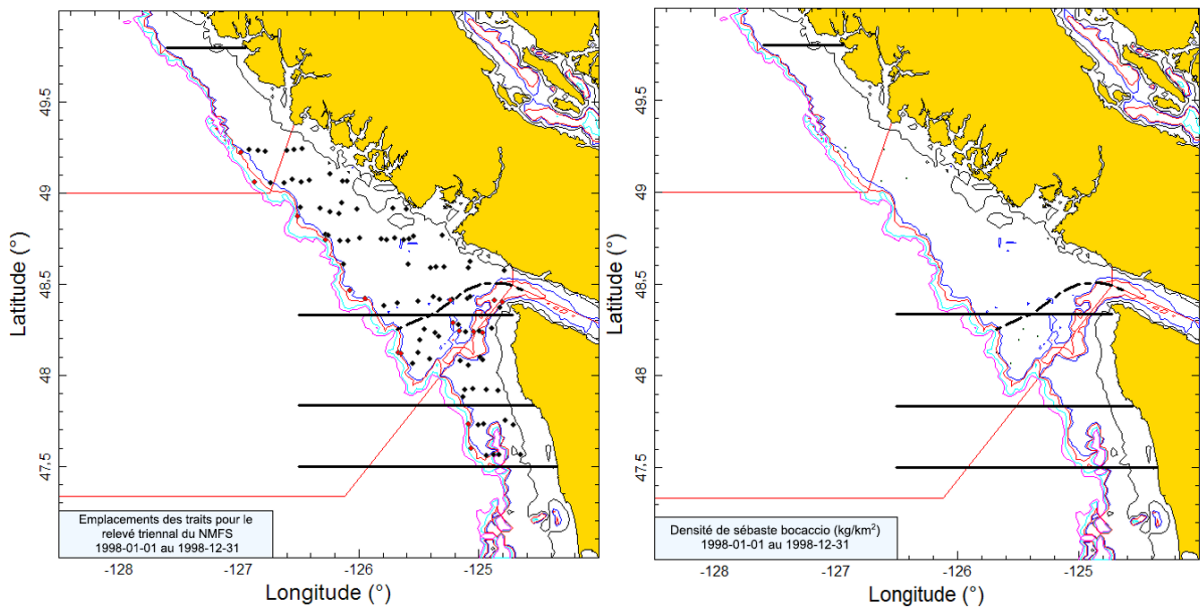 49.5
49
48.5
48
47.5
Latitude (°)
-128
-127
-126
-125
Longitude (°)
Emplacements des traits pour le
relevé triennal du NMFS
1998-01-01 au 1998-12-31
49.5
49
48.5
48
47.5
Latitude (°)
-128
-127
-126
-125
Longitude (°)
Densité de sébaste bocaccio (kg/km²)
1998-01-01 au 1998-12-31